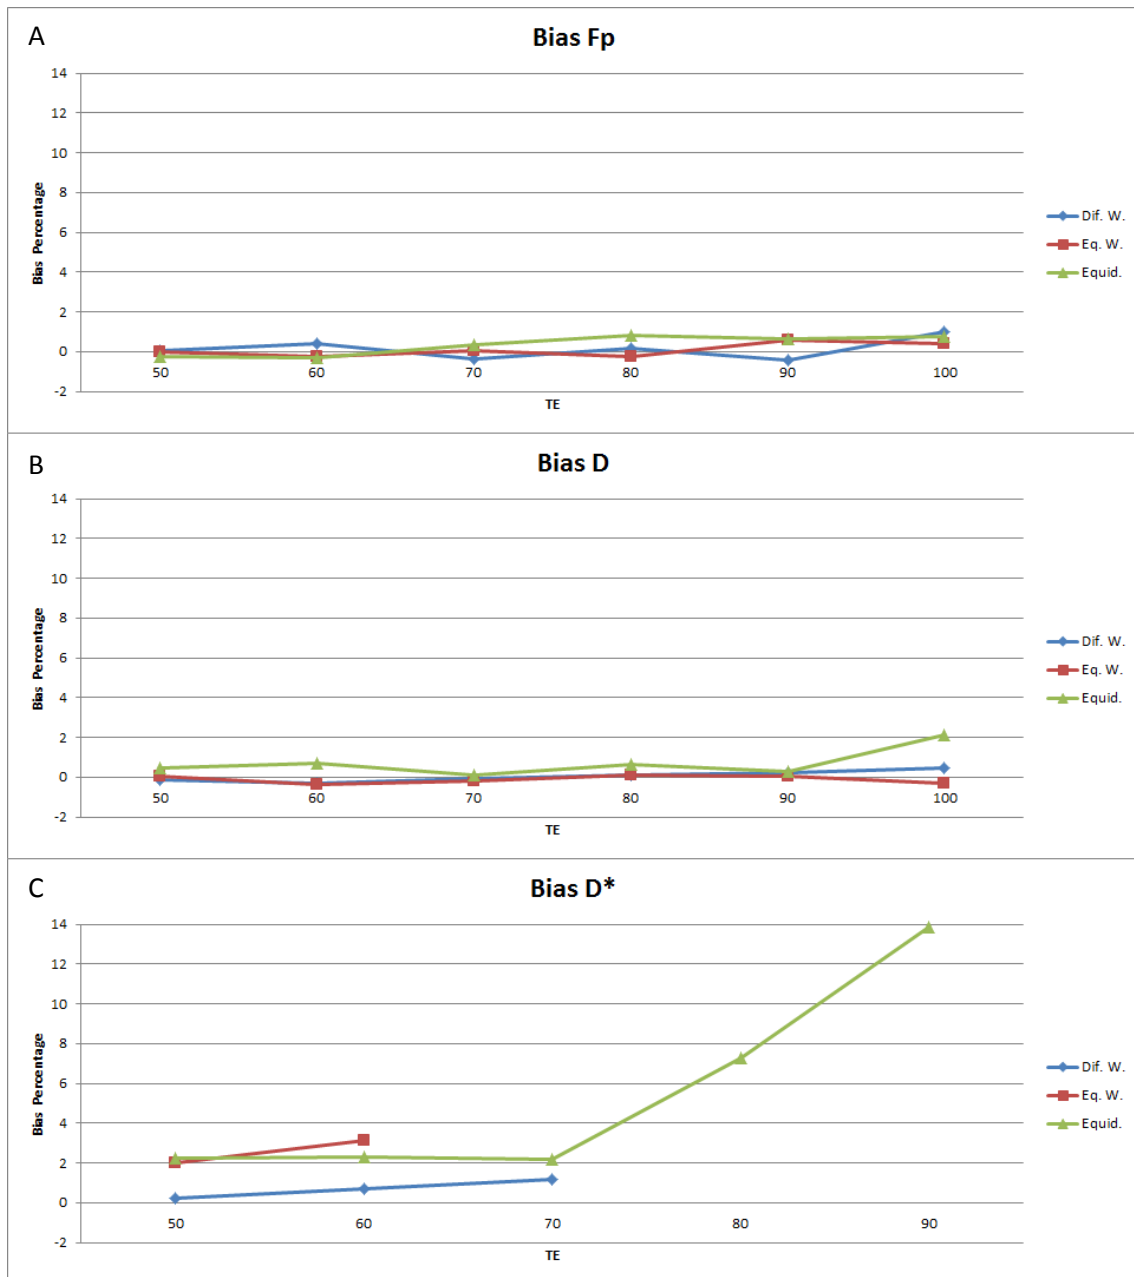 A
Bias Fp
14
12
10
8
6
4
2
0
-2
Bias Percentage
50 60 70 80 90 100
TE
Dif. W.
Eq. W.
Equid.
B
Bias D
14
12
10
8
6
4
2
0
-2
Bias Percentage
50 60 70 80 90 100
TE
Dif. W.
Eq. W.
Equid.
C
Bias D*
14
12
10
8
6
4
2
0
-2
Bias Percentage
50 60 70 80 90
TE
Dif. W.
Eq. W.
Equid.